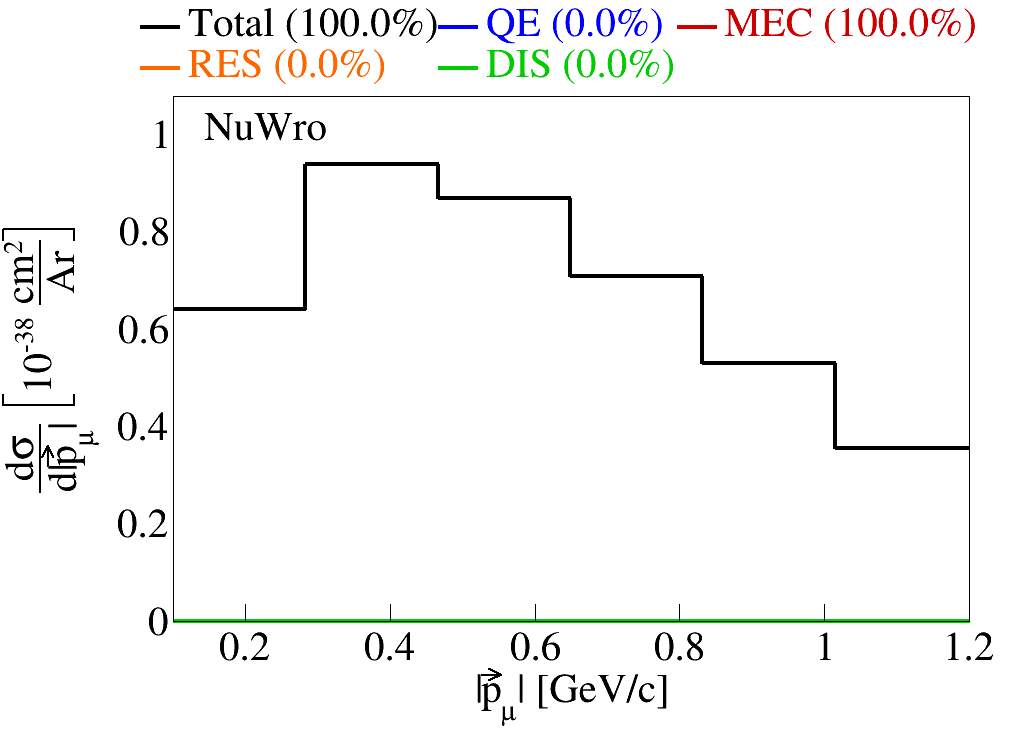 Total (100.0%) QE (0.0%) MEC (100.0%)
RES (0.0%) DIS (0.0%)
NuWro
1
0.8
0.6
0.4
0.2
0
0.2 0.4 0.6 0.8 1 1.2
|p⃗_μ| [GeV/c]
dσ/d|p⃗_μ| [10^-38 cm²/Ar]